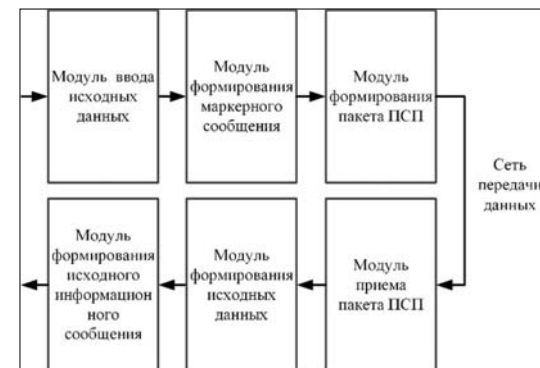 Модуль ввода
исходных
данных
Модуль
формирования
маркерного
сообщения
Модуль
формирования
пакета ПСП
Сеть
передачи
данных
Модуль
формирования
исходного
информацион
ного
сообщения
Модуль
формирования
исходных
данных
Модуль
приема
пакета ПСП